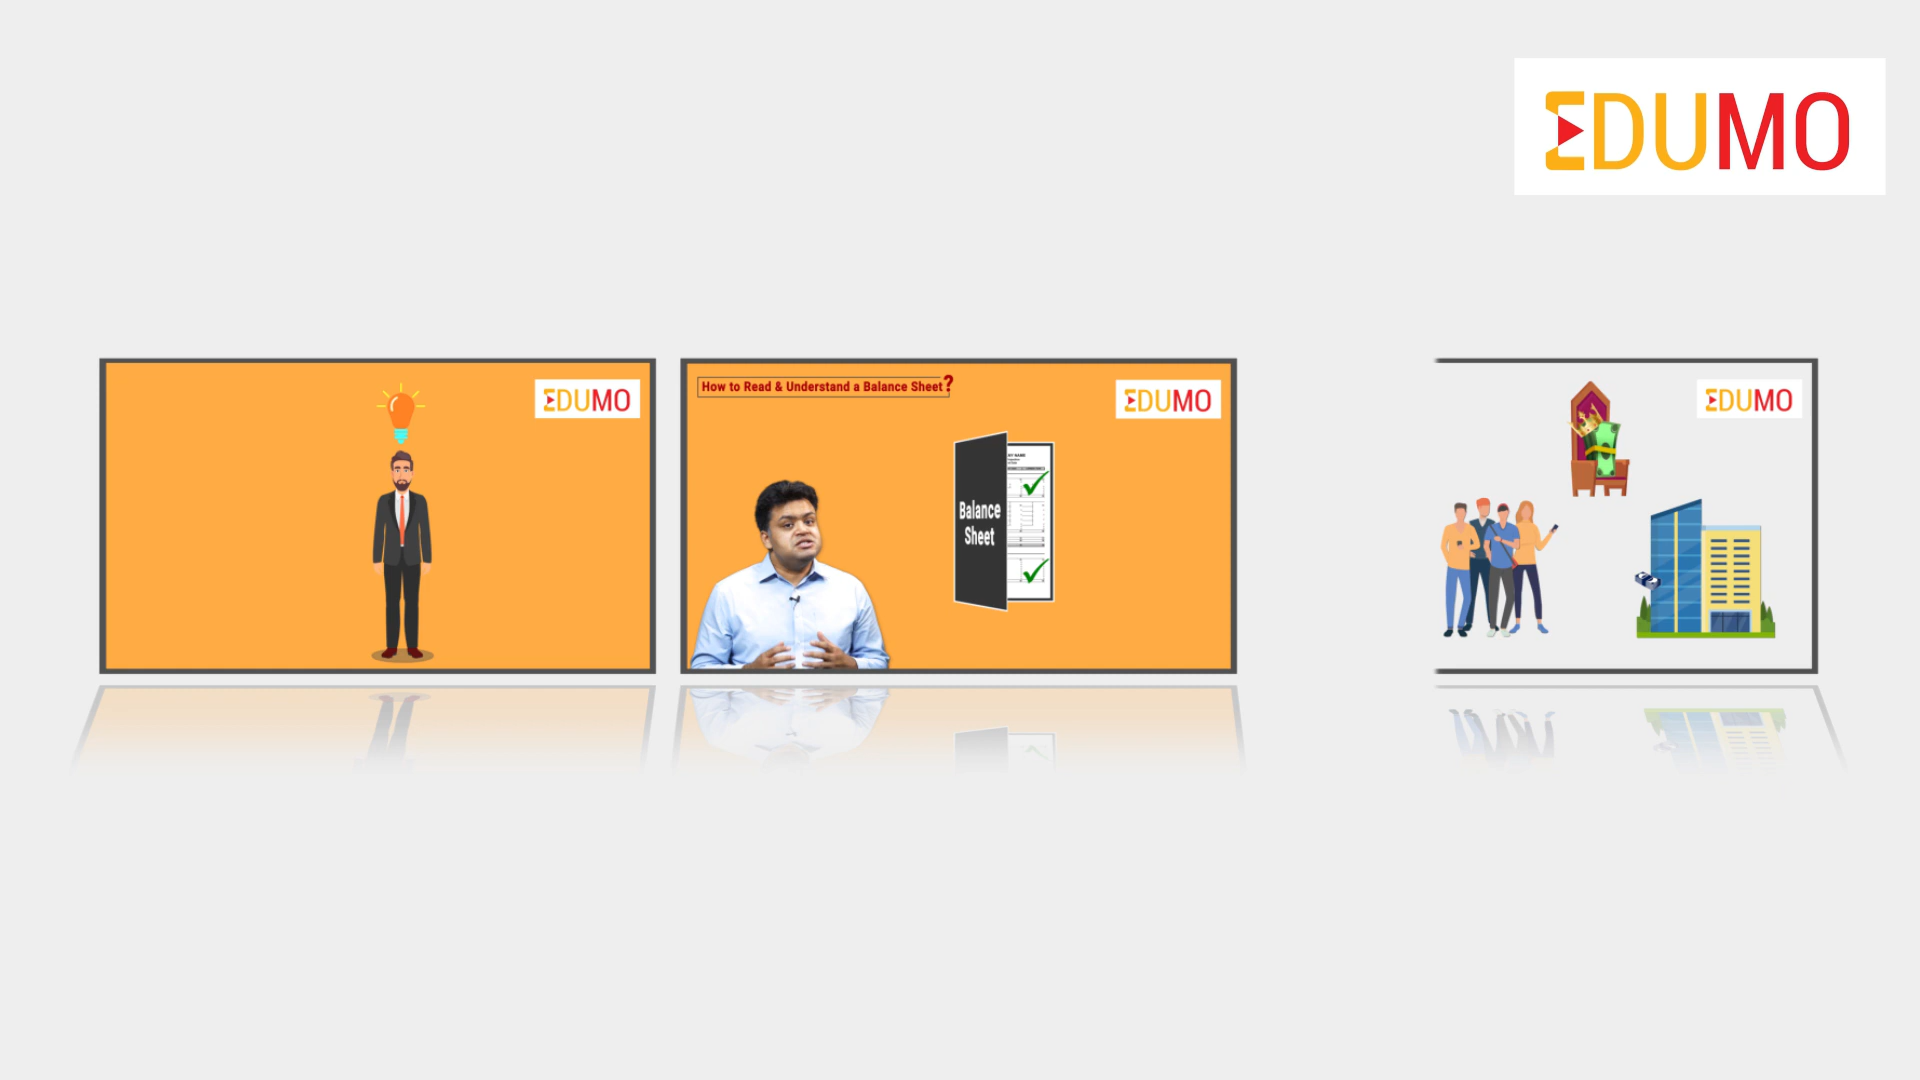 EDUMO
EDUMO
How to Read & Understand a Balance Sheet?
EDUMO
Balance
Sheet
EDUMO